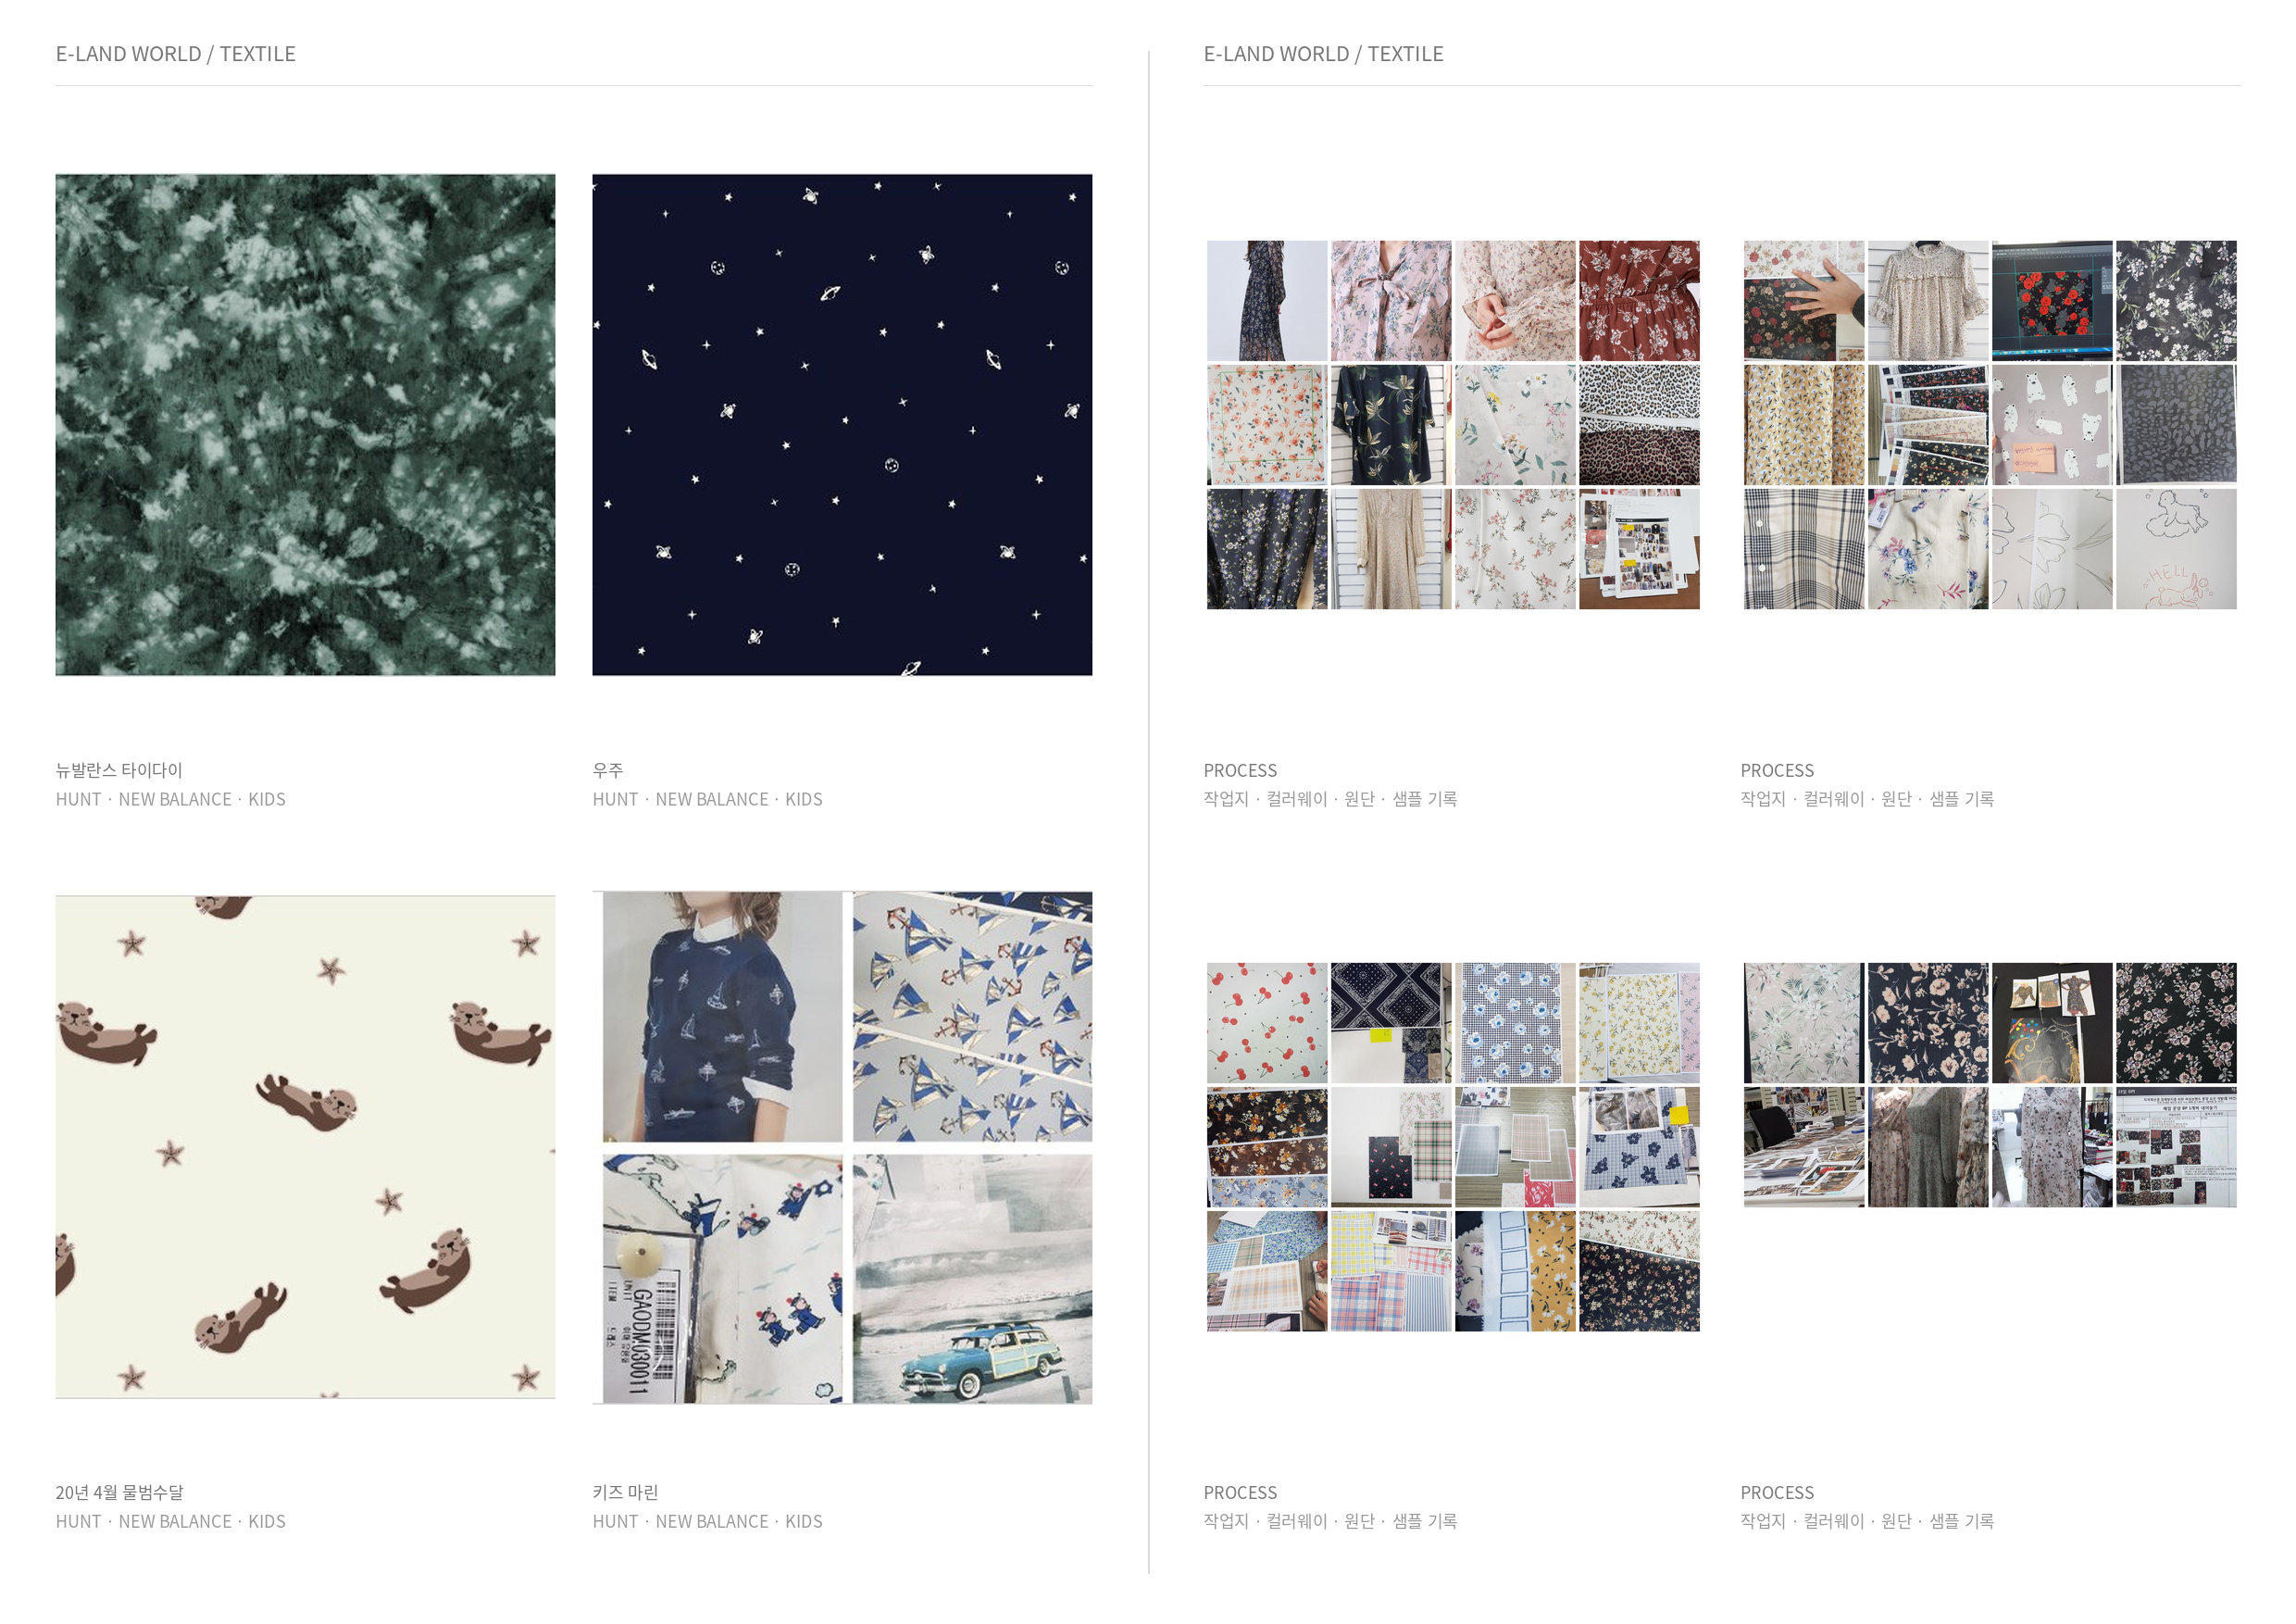 E-LAND WORLD / TEXTILE
뉴발란스 타이다이
HUNT · NEW BALANCE · KIDS
우주
HUNT · NEW BALANCE · KIDS
GAODM030011
20년 4월 물범수달
HUNT · NEW BALANCE · KIDS
키즈 마린
HUNT · NEW BALANCE · KIDS
E-LAND WORLD / TEXTILE
HELLO
PROCESS
작업지 · 컬러웨이 · 원단 · 샘플 기록
PROCESS
작업지 · 컬러웨이 · 원단 · 샘플 기록
PROCESS
작업지 · 컬러웨이 · 원단 · 샘플 기록
PROCESS
작업지 · 컬러웨이 · 원단 · 샘플 기록